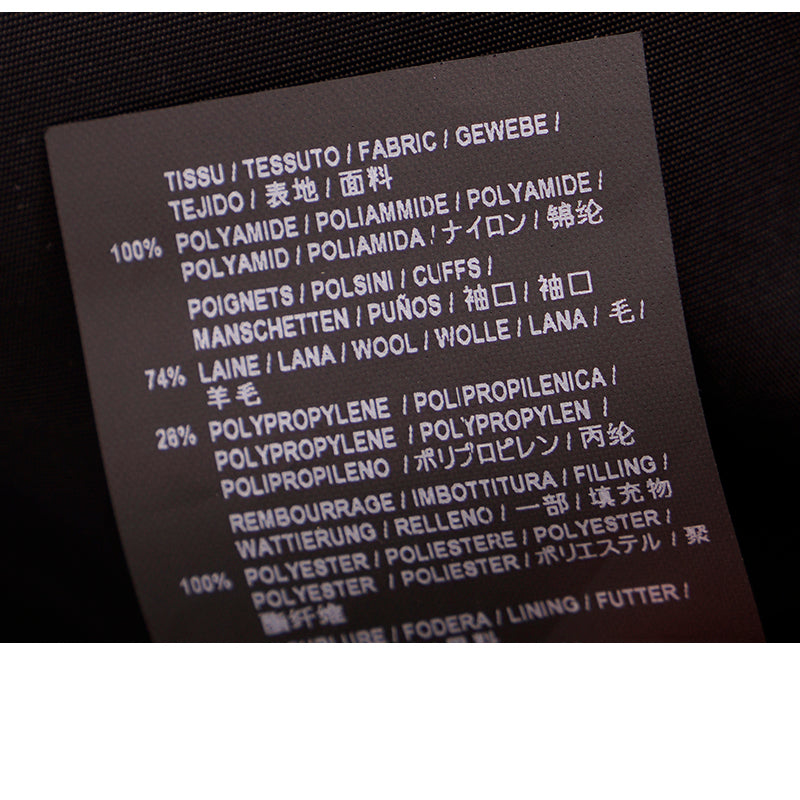 TISSU / TESSUTO / FABRIC / GEWEBE /
TEJIDO / 表地 / 面料
100% POLYAMIDE / POLIAMMIDE / POLYAMIDE /
POLYAMID / POLIAMIDA / ナイロン / 锦纶
POIGNETS / POLSINI / CUFFS /
MANSCHETTEN / PUÑOS / 袖口 / 袖口
74% LAINE / LANA / WOOL / WOLLE / LANA / 毛 /
羊毛
26% POLYPROPYLENE / POLIPROPILENICA /
POLYPROPYLENE / POLYPROPYLEN /
POLIPROPILENO / ポリプロピレン / 丙纶
REMBOURRAGE / IMBOTTITURA / FILLING /
WATTIERUNG / RELLENO / 一部 / 填充物
100% POLYESTER / POLIESTERE / POLYESTER /
POLYESTER / POLIESTER / ポリエステル / 聚
酯纤维
/ FODERA / LINING / FUTTER /